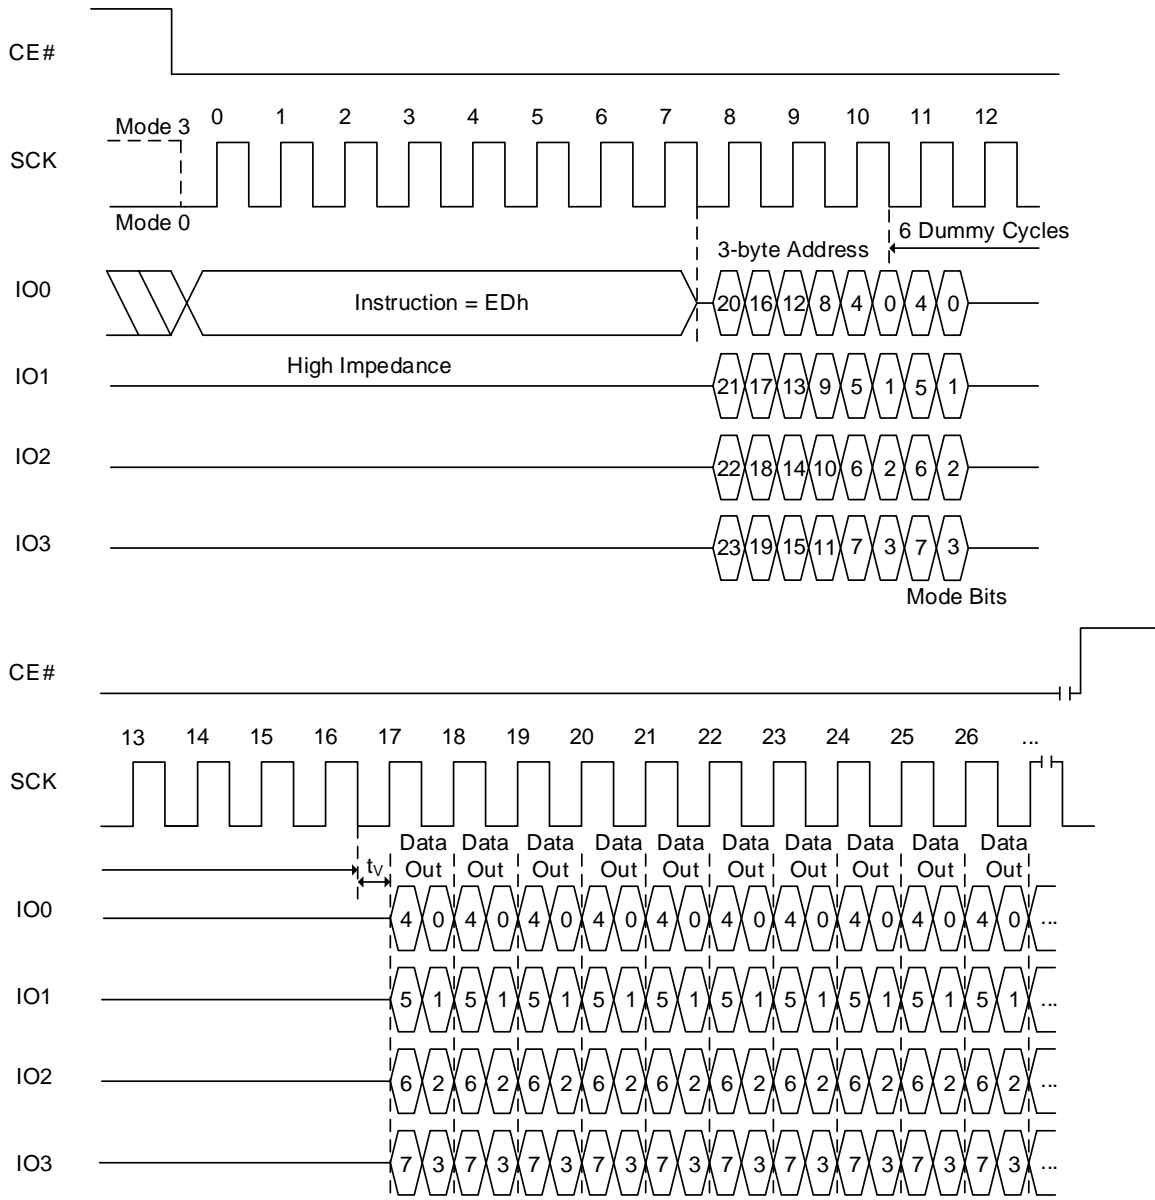 CE#
Mode 3 0 1 2 3 4 5 6 7 8 9 10 11 12
SCK
Mode 0
6 Dummy Cycles
3-byte Address
IO0 Instruction = EDh 20 16 12 8 4 0 4 0
High Impedance
IO1 21 17 13 9 5 1 5 1
IO2 22 18 14 10 6 2 6 2
IO3 23 19 15 11 7 3 7 3
Mode Bits
CE#
13 14 15 16 17 18 19 20 21 22 23 24 25 26 ...
SCK
Data Data Data Data Data Data Data Data Data Data
tV Out Out Out Out Out Out Out Out Out Out
IO0 4 0 4 0 4 0 4 0 4 0 4 0 4 0 4 0 4 0 4 0 ...
IO1 5 1 5 1 5 1 5 1 5 1 5 1 5 1 5 1 5 1 5 1 ...
IO2 6 2 6 2 6 2 6 2 6 2 6 2 6 2 6 2 6 2 6 2 ...
IO3 7 3 7 3 7 3 7 3 7 3 7 3 7 3 7 3 7 3 7 3 ...